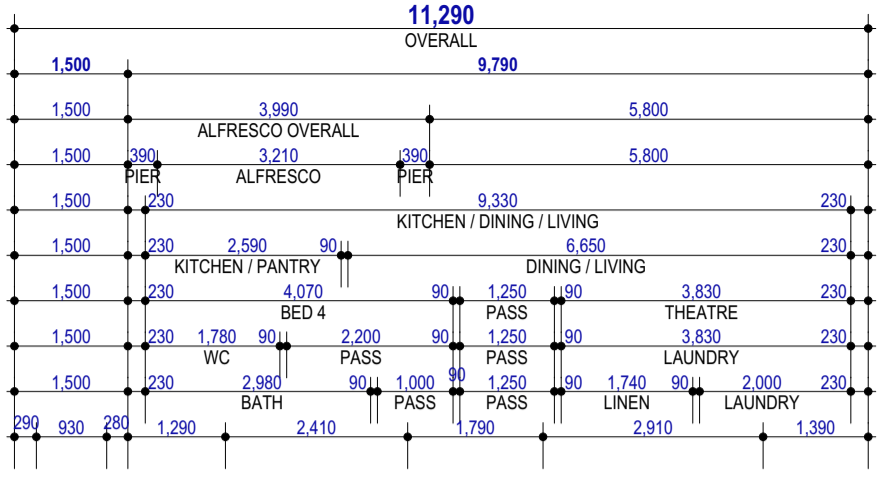 11,290
OVERALL
1,500 9,790
1,500 3,990 5,800
ALFRESCO OVERALL
1,500 390 3,210 390 5,800
PIER ALFRESCO PIER
1,500 230 9,330 230
KITCHEN / DINING / LIVING
1,500 230 2,590 90 6,650 230
KITCHEN / PANTRY DINING / LIVING
1,500 230 4,070 90 1,250 90 3,830 230
BED 4 PASS THEATRE
1,500 230 1,780 90 2,200 90 1,250 90 3,830 230
WC PASS PASS LAUNDRY
1,500 230 2,980 90 1,000 90 1,250 90 1,740 90 2,000 230
BATH PASS PASS LINEN LAUNDRY
290 930 280 1,290 2,410 1,790 2,910 1,390